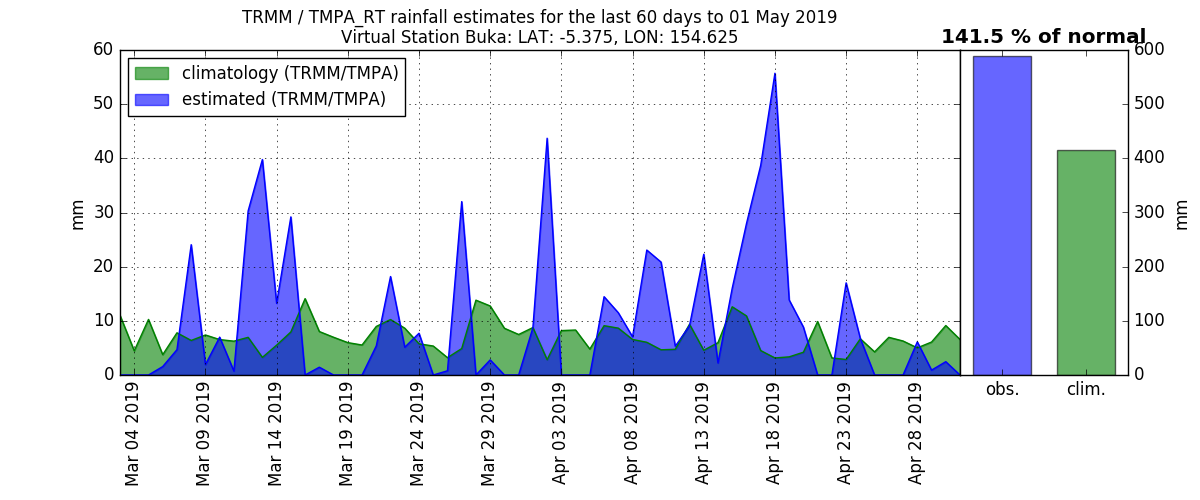 TRMM / TMPA_RT rainfall estimates for the last 60 days to 01 May 2019
Virtual Station Buka: LAT: -5.375, LON: 154.625
141.5 % of normal
climatology (TRMM/TMPA)
estimated (TRMM/TMPA)
60
50
40
30
20
10
0
mm
Mar 04 2019
Mar 09 2019
Mar 14 2019
Mar 19 2019
Mar 24 2019
Mar 29 2019
Apr 03 2019
Apr 08 2019
Apr 13 2019
Apr 18 2019
Apr 23 2019
Apr 28 2019
obs.
clim.
600
500
400
300
200
100
0
mm